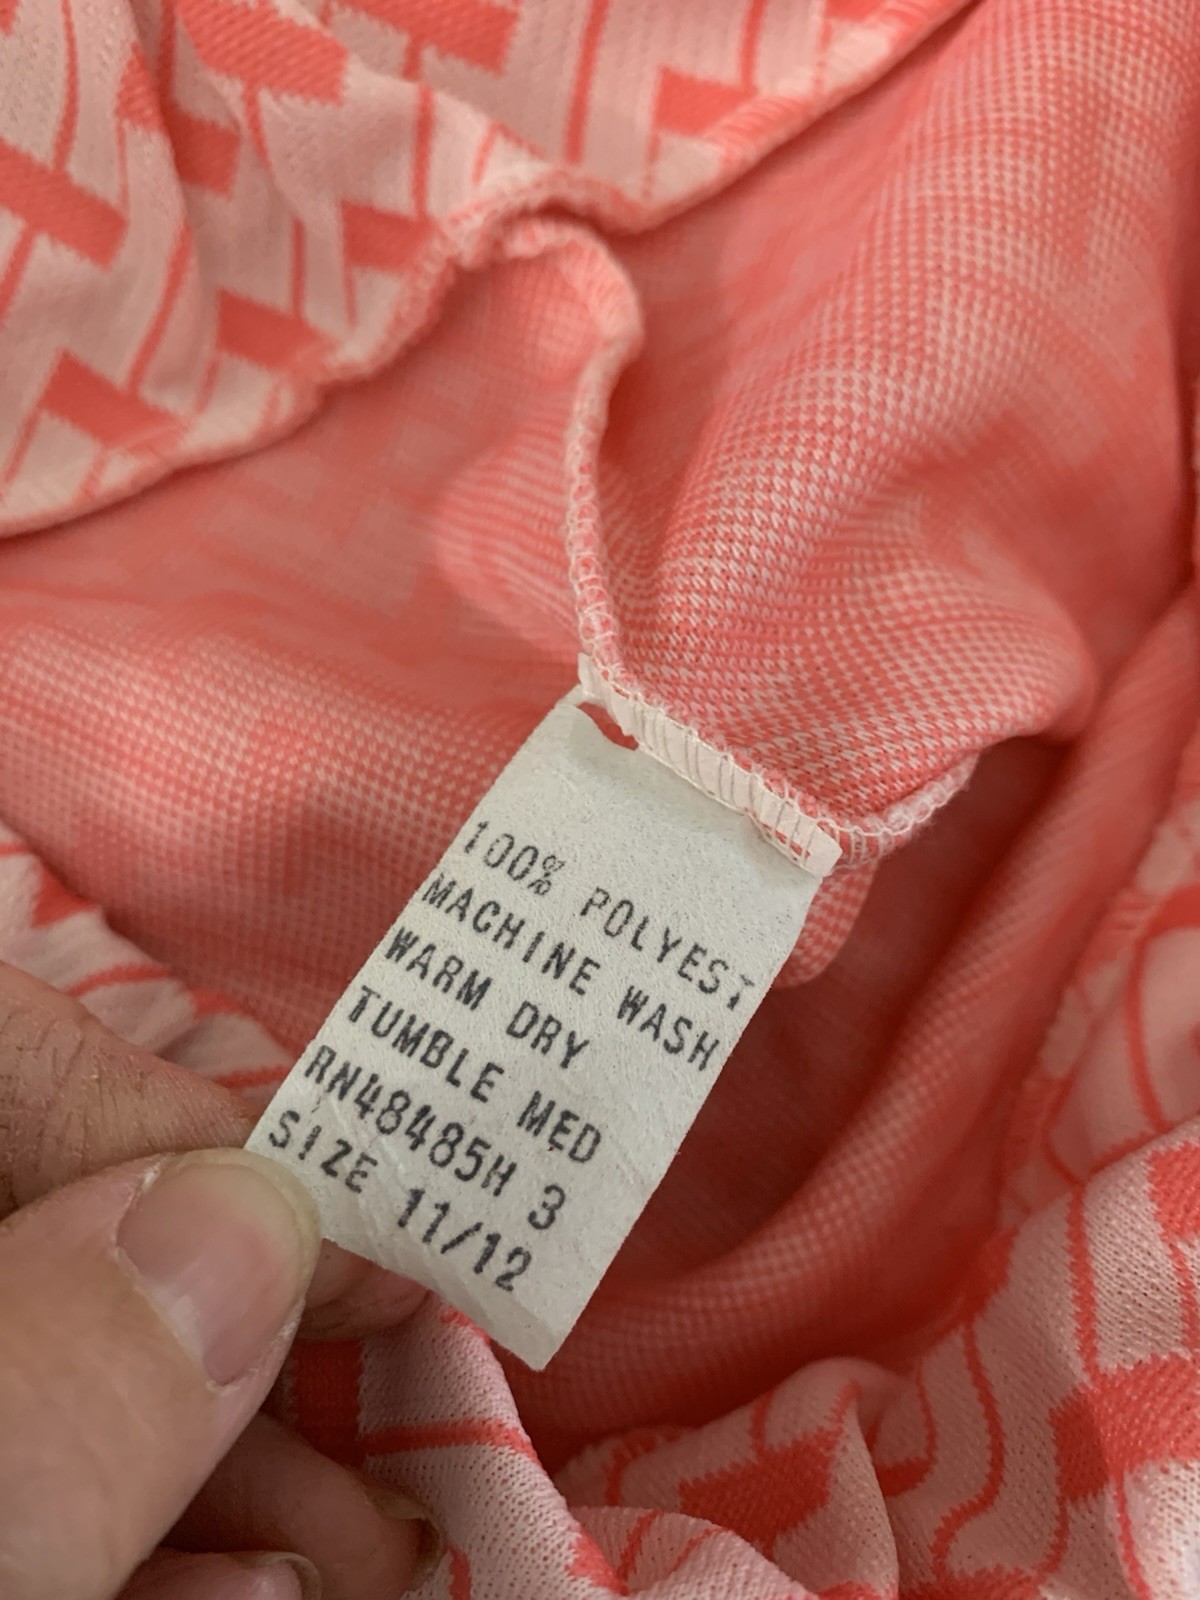 100% POLYEST
MACHINE WASH
WARM DRY
TUMBLE MED
RN48485H 3
SIZE 11/12